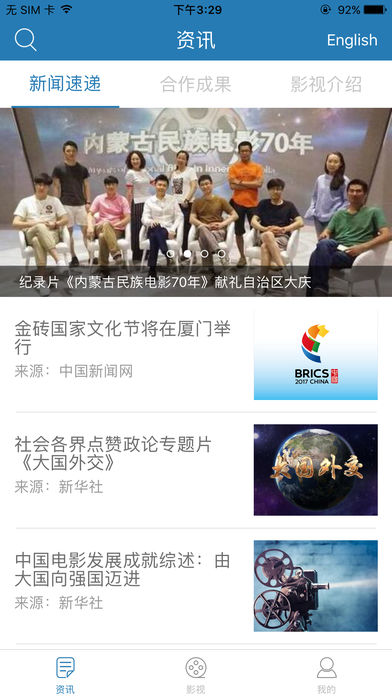 无 SIM 卡
下午3:29
92%
资讯
English
新闻速递
合作成果
影视介绍
内蒙古民族电影70年
纪录片《内蒙古民族电影70年》献礼自治区大庆
金砖国家文化节将在厦门举
行
来源：中国新闻网
BRICS
2017 CHINA
社会各界点赞政论专题片
《大国外交》
来源：新华社
大国外交
中国电影发展成就综述：由
大国向强国迈进
来源：新华社
资讯
影视
我的